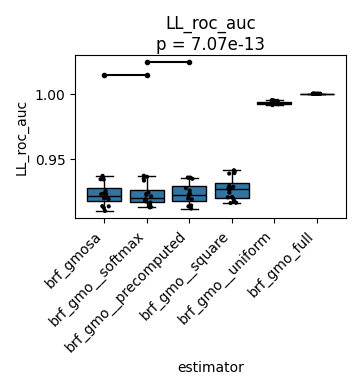 LL_roc_auc
p = 7.07e-13
LL_roc_auc
1.00
0.95
brf_gmosa
brf_gmo__softmax
brf_gmo__precomputed
brf_gmo__square
brf_gmo__uniform
brf_gmo_full
estimator